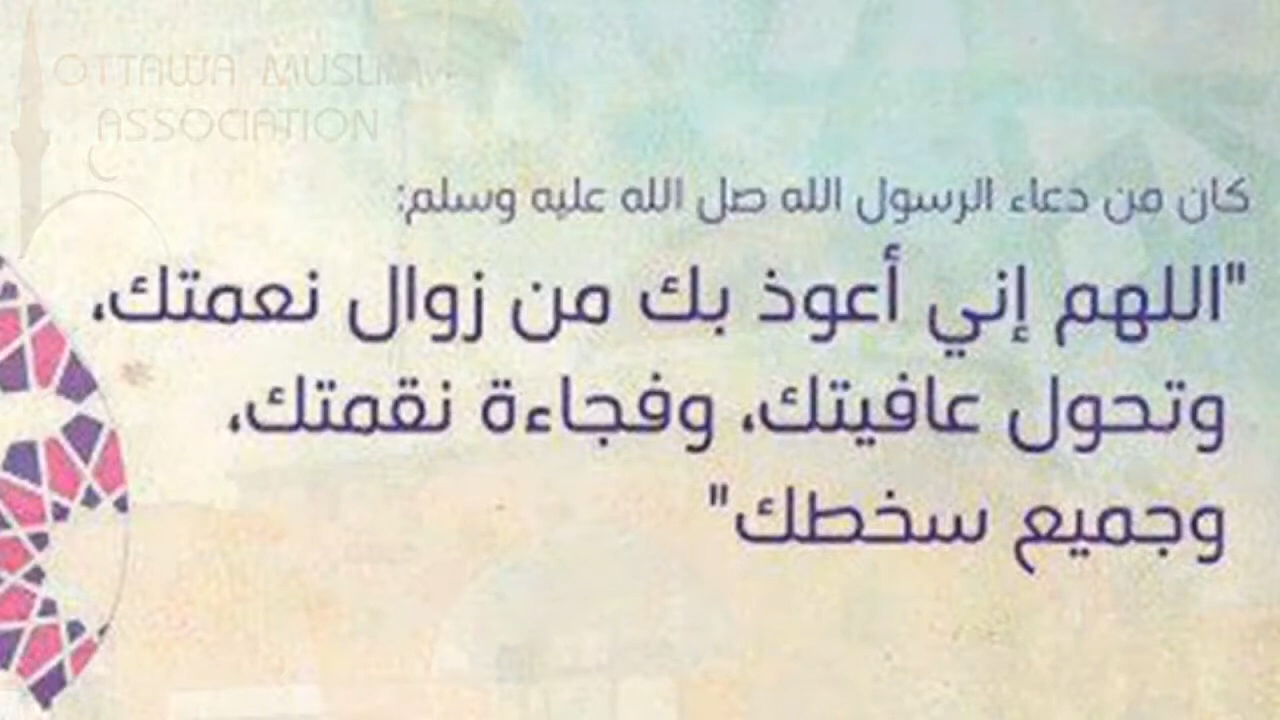 OTTAWA MUSLIM
ASSOCIATION
كان من دعاء الرسول الله صل الله عليه وسلم:
"اللهم إني أعوذ بك من زوال نعمتك،
وتحول عافيتك، وفجاءة نقمتك،
وجميع سخطك"